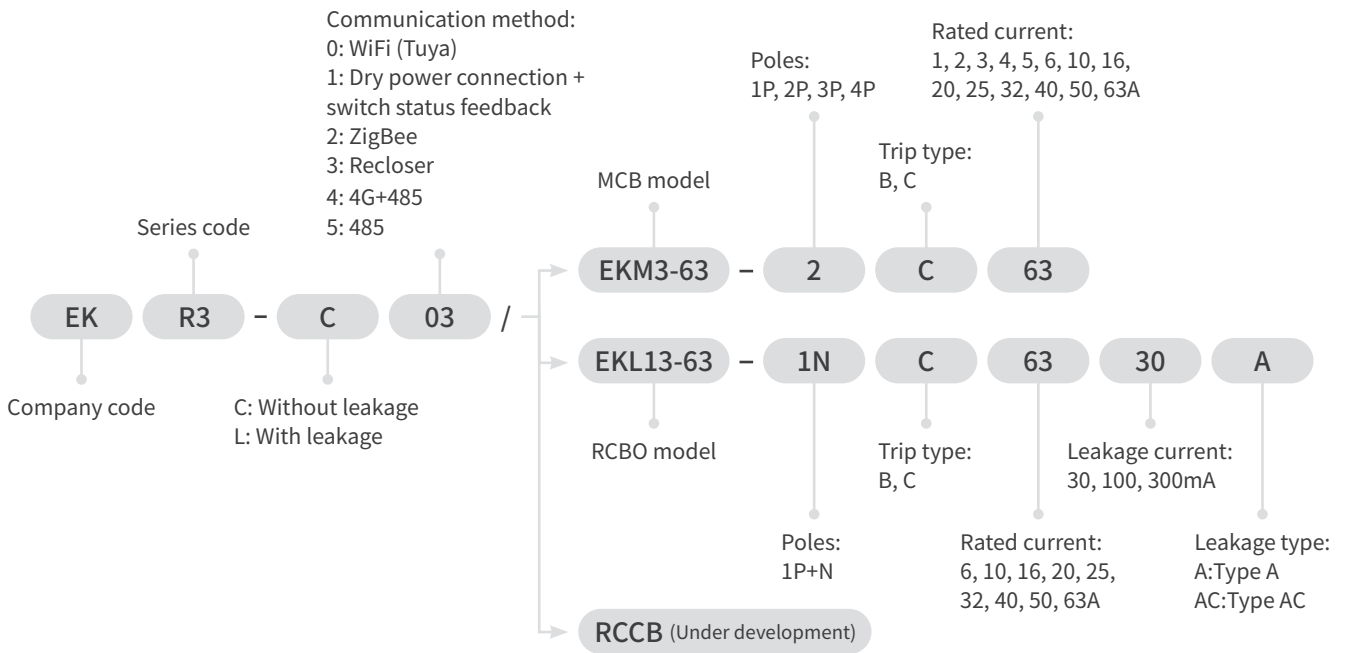 Communication method:
0: WiFi (Tuya)
1: Dry power connection +
switch status feedback
2: ZigBee
3: Recloser
4: 4G+485
5: 485
Series code
Poles:
1P, 2P, 3P, 4P
Rated current:
1, 2, 3, 4, 5, 6, 10, 16,
20, 25, 32, 40, 50, 63A
Trip type:
B, C
MCB model
EKM3-63 – 2 C 63
EK R3 – C 03 /
EKL13-63 – 1N C 63 30 A
Company code
C: Without leakage
L: With leakage
RCBO model
Trip type:
B, C
Leakage current:
30, 100, 300mA
Poles:
1P+N
Rated current:
6, 10, 16, 20, 25,
32, 40, 50, 63A
Leakage type:
A:Type A
AC:Type AC
RCCB (Under development)